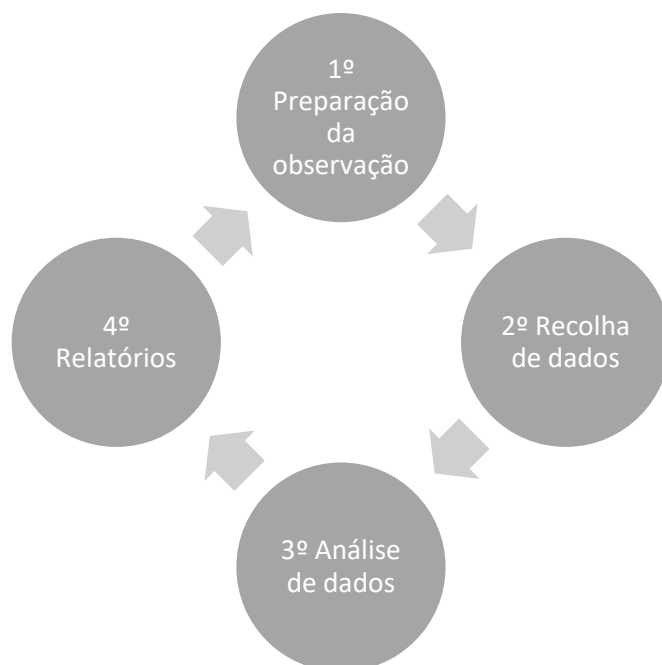 1º
Preparação
da
observação
2º Recolha
de dados
3º Análise
de dados
4º
Relatórios